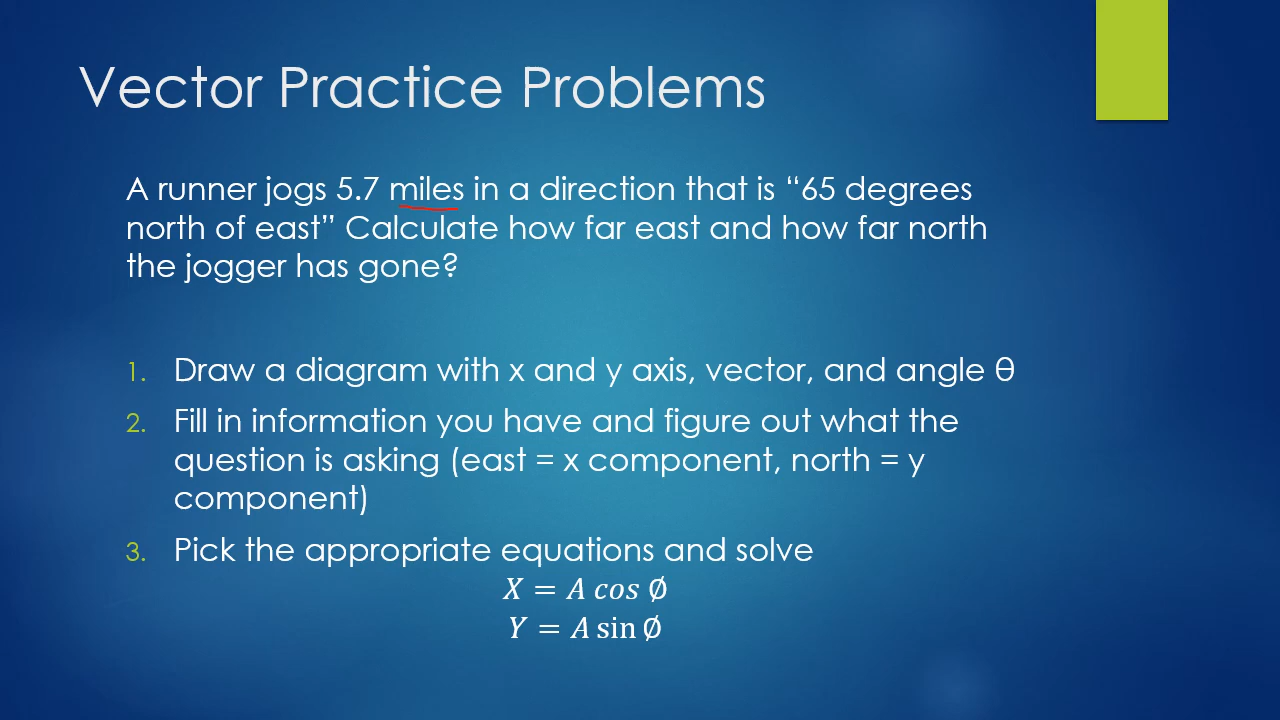 Vector Practice Problems
A runner jogs 5.7 miles in a direction that is “65 degrees
north of east” Calculate how far east and how far north
the jogger has gone?
1. Draw a diagram with x and y axis, vector, and angle θ
2. Fill in information you have and figure out what the
question is asking (east = x component, north = y
component)
3. Pick the appropriate equations and solve
X = A cos ∅
Y = A sin ∅